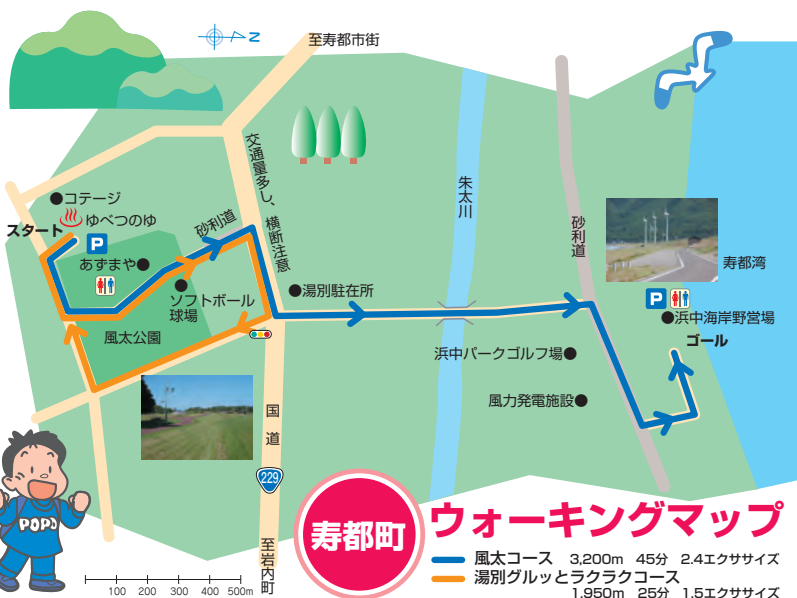 N
至寿都市街
交通量多し、横断注意
コテージ
ゆべつのゆ
スタート
P
砂利道
あずまや
ソフトボール
球場
風太公園
湯別駐在所
朱太川
砂利道
寿都湾
P
浜中海岸野営場
ゴール
浜中パークゴルフ場
風力発電施設
国道
229
至岩内町
POPO
100 200 300 400 500m
寿都町
ウォーキングマップ
風太コース 3,200m 45分 2.4エクササイズ
湯別グルッとラクラクコース
1,950m 25分 1.5エクササイズ